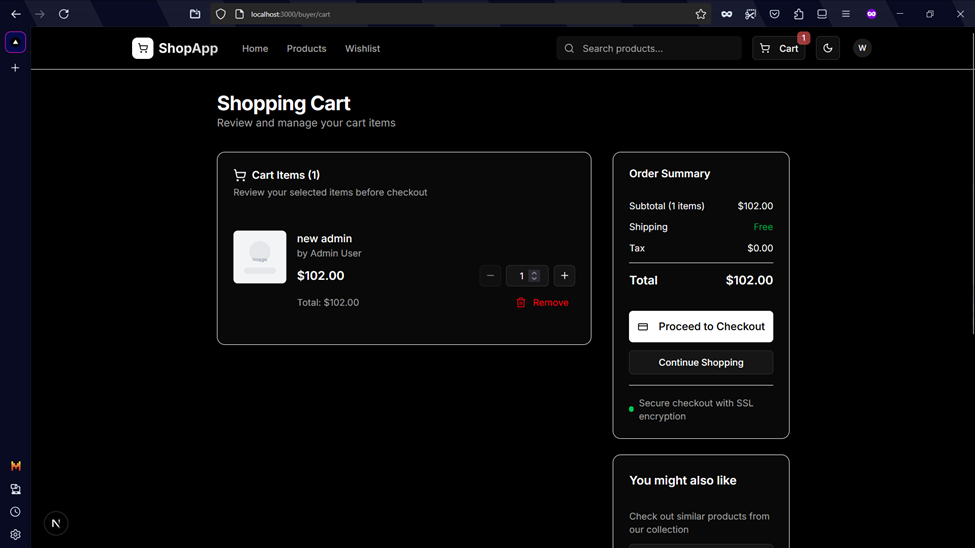 localhost:3000/buyer/cart
ShopApp
Home
Products
Wishlist
Search products...
Cart
1
W
Shopping Cart
Review and manage your cart items
Cart Items (1)
Review your selected items before checkout
Image
new admin
by Admin User
$102.00
1
Total: $102.00
Remove
Order Summary
Subtotal (1 items) $102.00
Shipping Free
Tax $0.00
Total $102.00
Proceed to Checkout
Continue Shopping
Secure checkout with SSL
encryption
You might also like
Check out similar products from
our collection
N